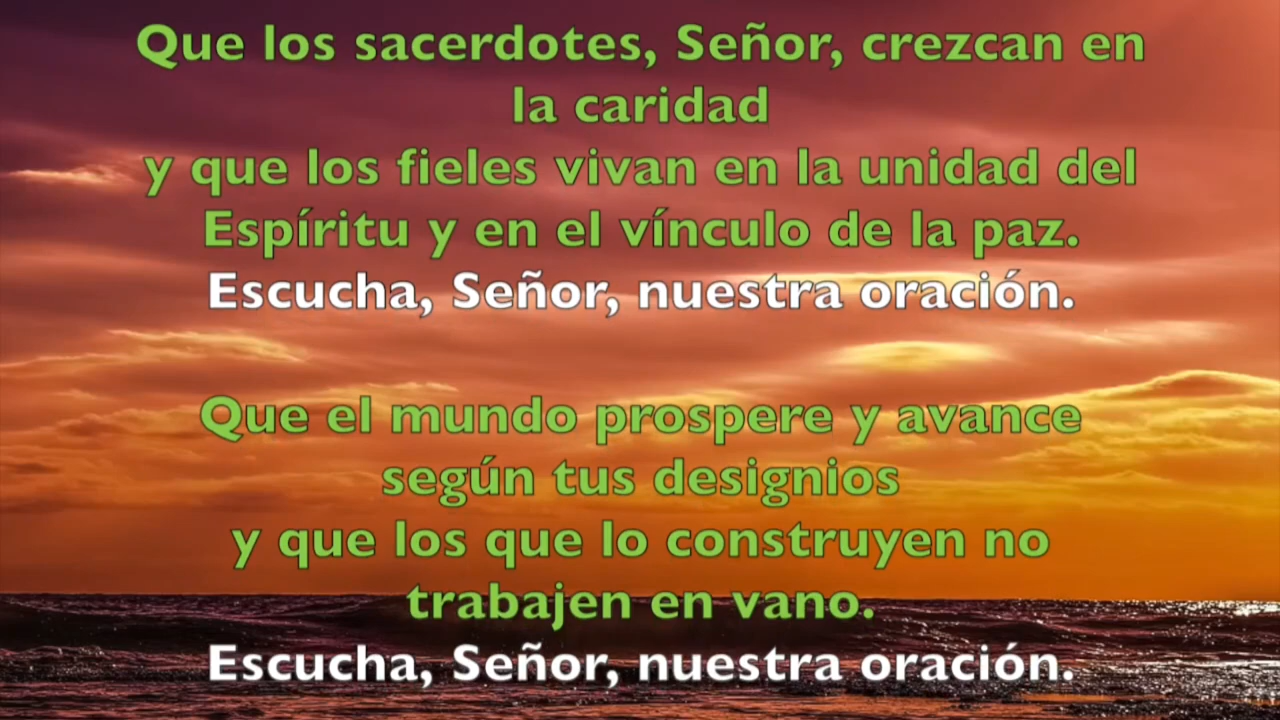 Que los sacerdotes, Señor, crezcan en
la caridad
y que los fieles vivan en la unidad del
Espíritu y en el vínculo de la paz.
Escucha, Señor, nuestra oración.
Que el mundo prospere y avance
según tus designios
y que los que lo construyen no
trabajen en vano.
Escucha, Señor, nuestra oración.